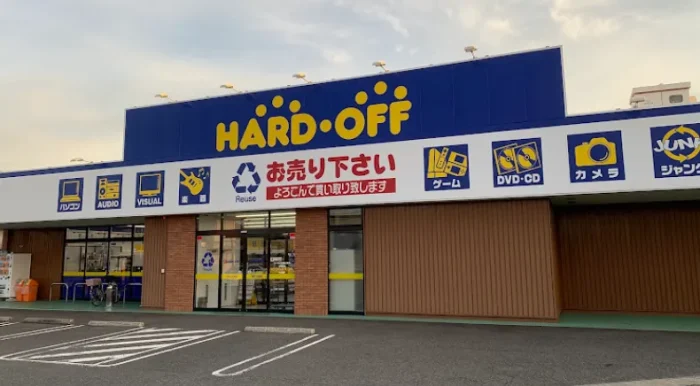 HARD・OFF
パソコン
AUDIO
VISUAL
楽器
Reuse
お売り下さい
よろこんで買い取り致します
ゲーム
DVD・CD
カメラ
JUN
ジャンク